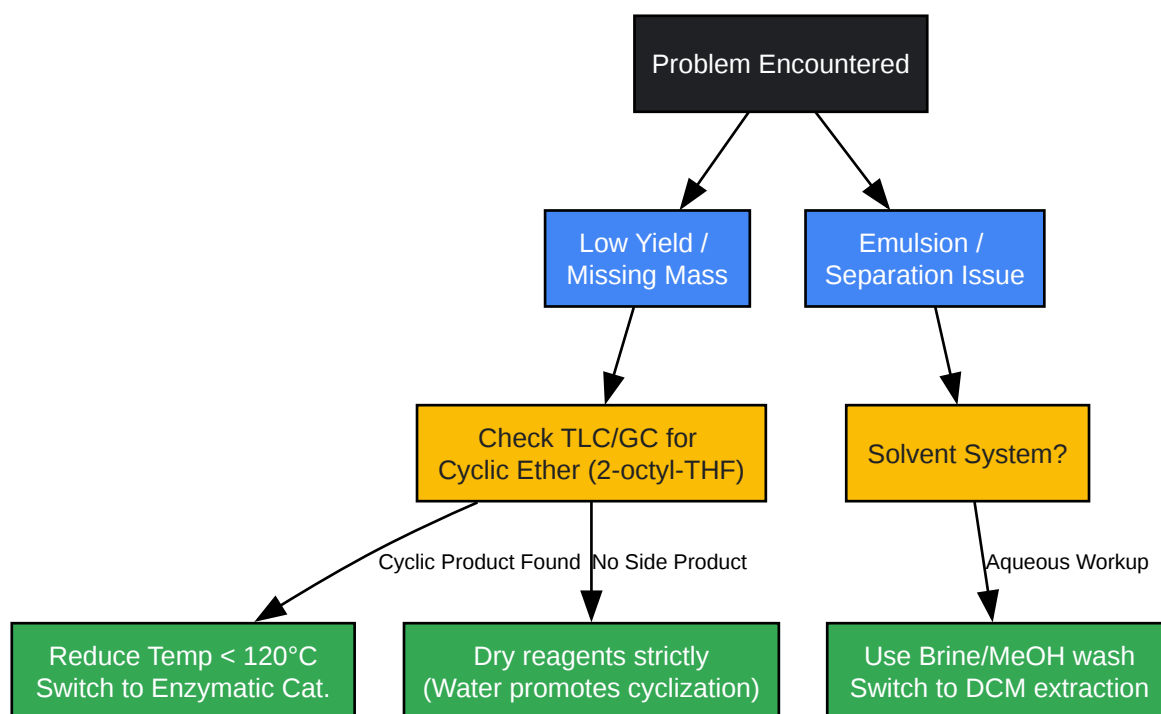 Problem Encountered
Low Yield /
Missing Mass
Emulsion /
Separation Issue
Check TLC/GC for
Cyclic Ether (2-octyl-THF)
Solvent System?
Cyclic Product Found
No Side Product
Aqueous Workup
Reduce Temp < 120°C
Switch to Enzymatic Cat.
Dry reagents strictly
(Water promotes cyclization)
Use Brine/MeOH wash
Switch to DCM extraction